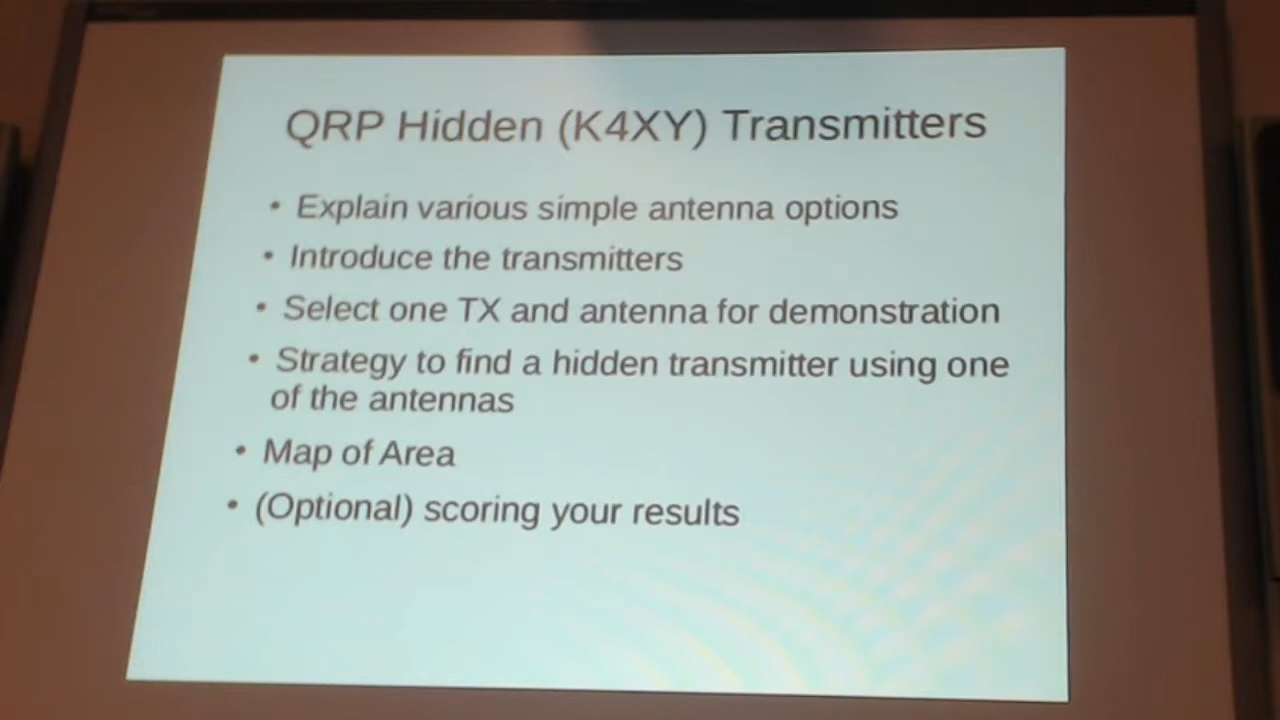 QRP Hidden (K4XY) Transmitters
• Explain various simple antenna options
• Introduce the transmitters
• Select one TX and antenna for demonstration
• Strategy to find a hidden transmitter using one
of the antennas
• Map of Area
• (Optional) scoring your results